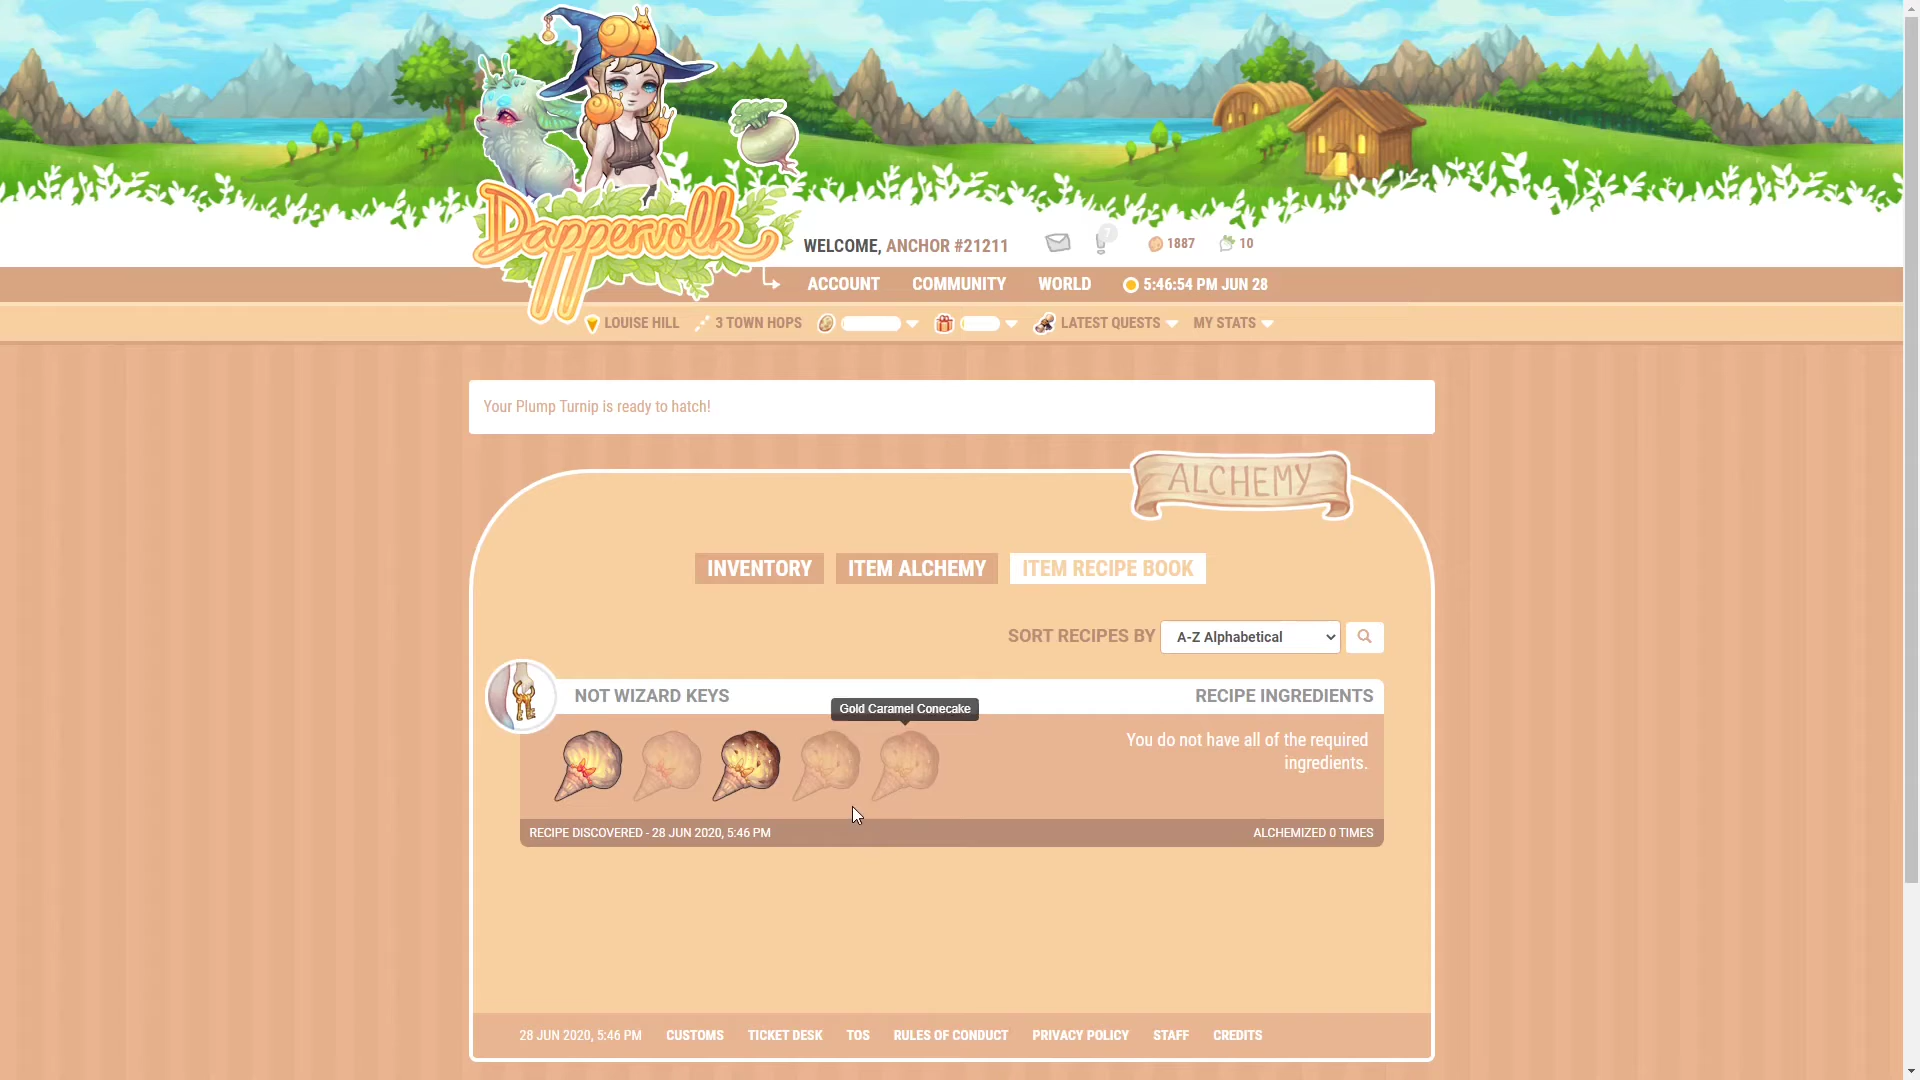 Dappervolk
WELCOME, ANCHOR #21211
7
1887
10
ACCOUNT
COMMUNITY
WORLD
5:46:54 PM JUN 28
LOUISE HILL
3 TOWN HOPS
LATEST QUESTS
MY STATS
Your Plump Turnip is ready to hatch!
ALCHEMY
INVENTORY
ITEM ALCHEMY
ITEM RECIPE BOOK
SORT RECIPES BY
A-Z Alphabetical
NOT WIZARD KEYS
Gold Caramel Conecake
RECIPE INGREDIENTS
You do not have all of the required
ingredients.
RECIPE DISCOVERED - 28 JUN 2020, 5:46 PM
ALCHEMIZED 0 TIMES
28 JUN 2020, 5:46 PM
CUSTOMS
TICKET DESK
TOS
RULES OF CONDUCT
PRIVACY POLICY
STAFF
CREDITS